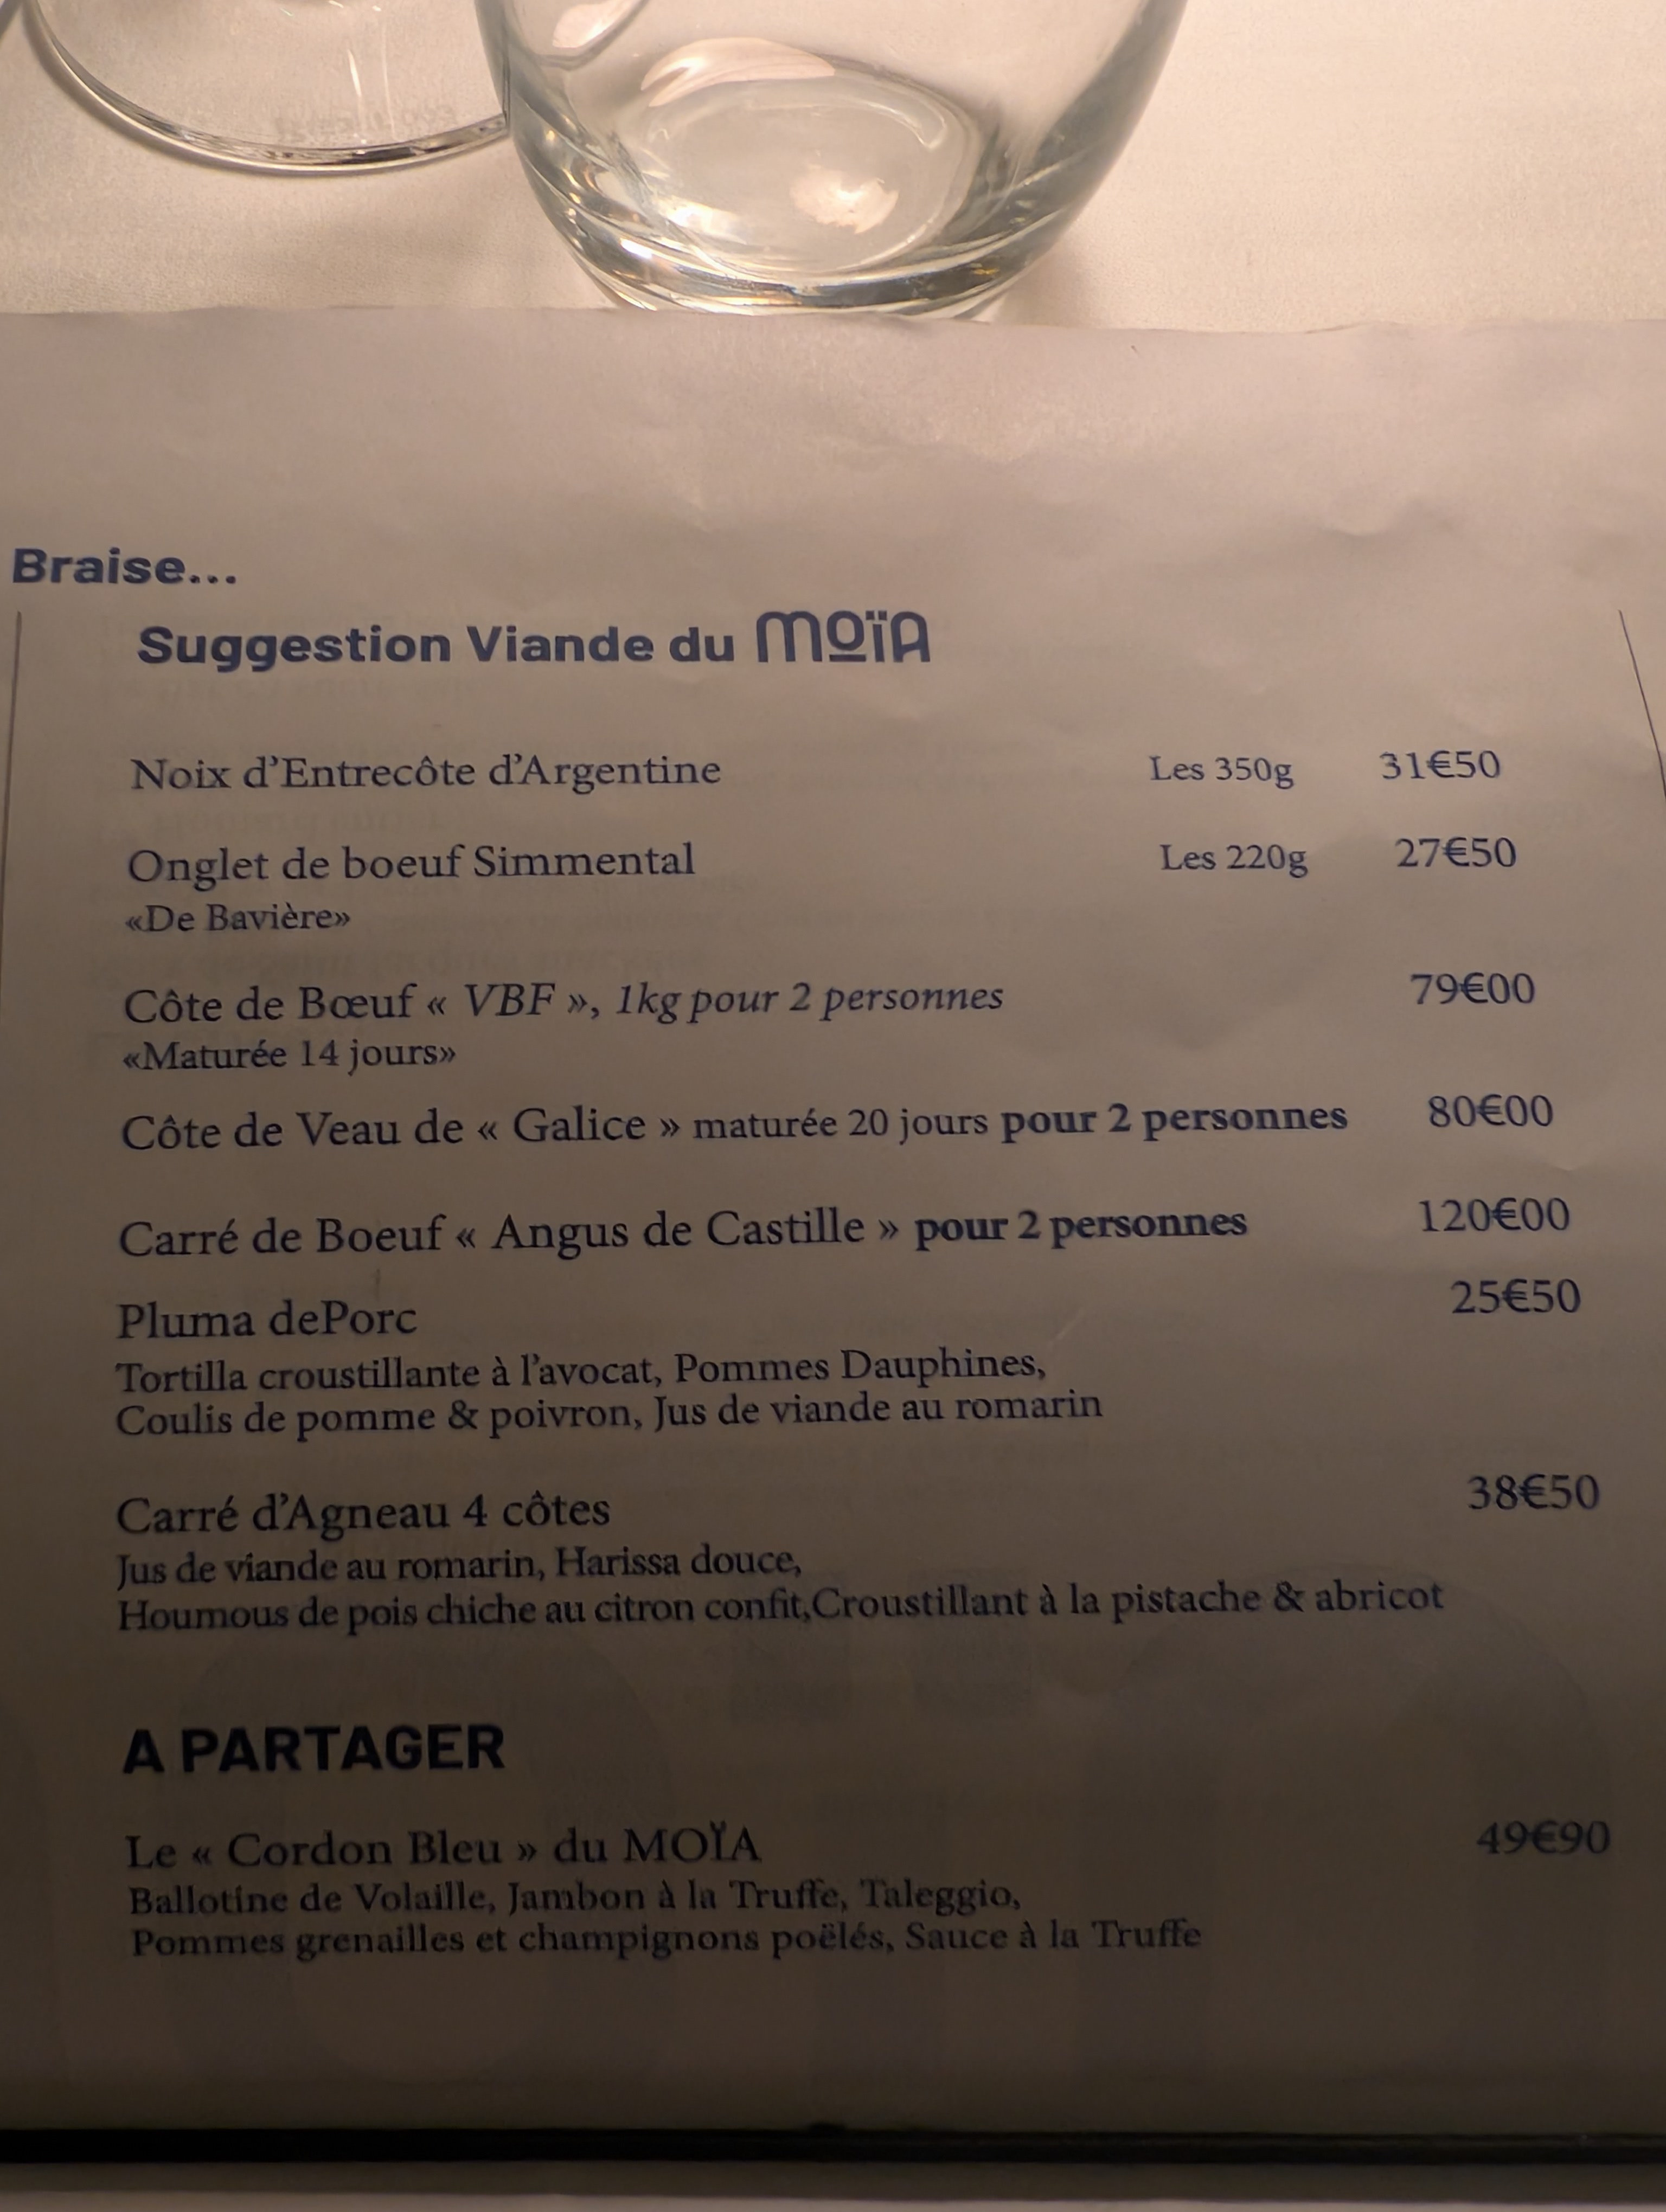 Braise...
Suggestion Viande du MOÏA
Noix d'Entrecôte d'Argentine Les 350g 31€50
Onglet de boeuf Simmental Les 220g 27€50
«De Bavière»
Côte de Bœuf « VBF », 1kg pour 2 personnes 79€00
«Maturée 14 jours»
Côte de Veau de « Galice » maturée 20 jours pour 2 personnes 80€00
Carré de Boeuf « Angus de Castille » pour 2 personnes 120€00
Pluma dePorc 25€50
Tortilla croustillante à l'avocat, Pommes Dauphines,
Coulis de pomme & poivron, Jus de viande au romarin
Carré d'Agneau 4 côtes 38€50
Jus de viande au romarin, Harissa douce,
Houmous de pois chiche au citron confit,Croustillant à la pistache & abricot
A PARTAGER
Le « Cordon Bleu » du MOÏA 49€90
Ballotine de Volaille, Jambon à la Truffe, Taleggio,
Pommes grenailles et champignons poëlés, Sauce à la Truffe